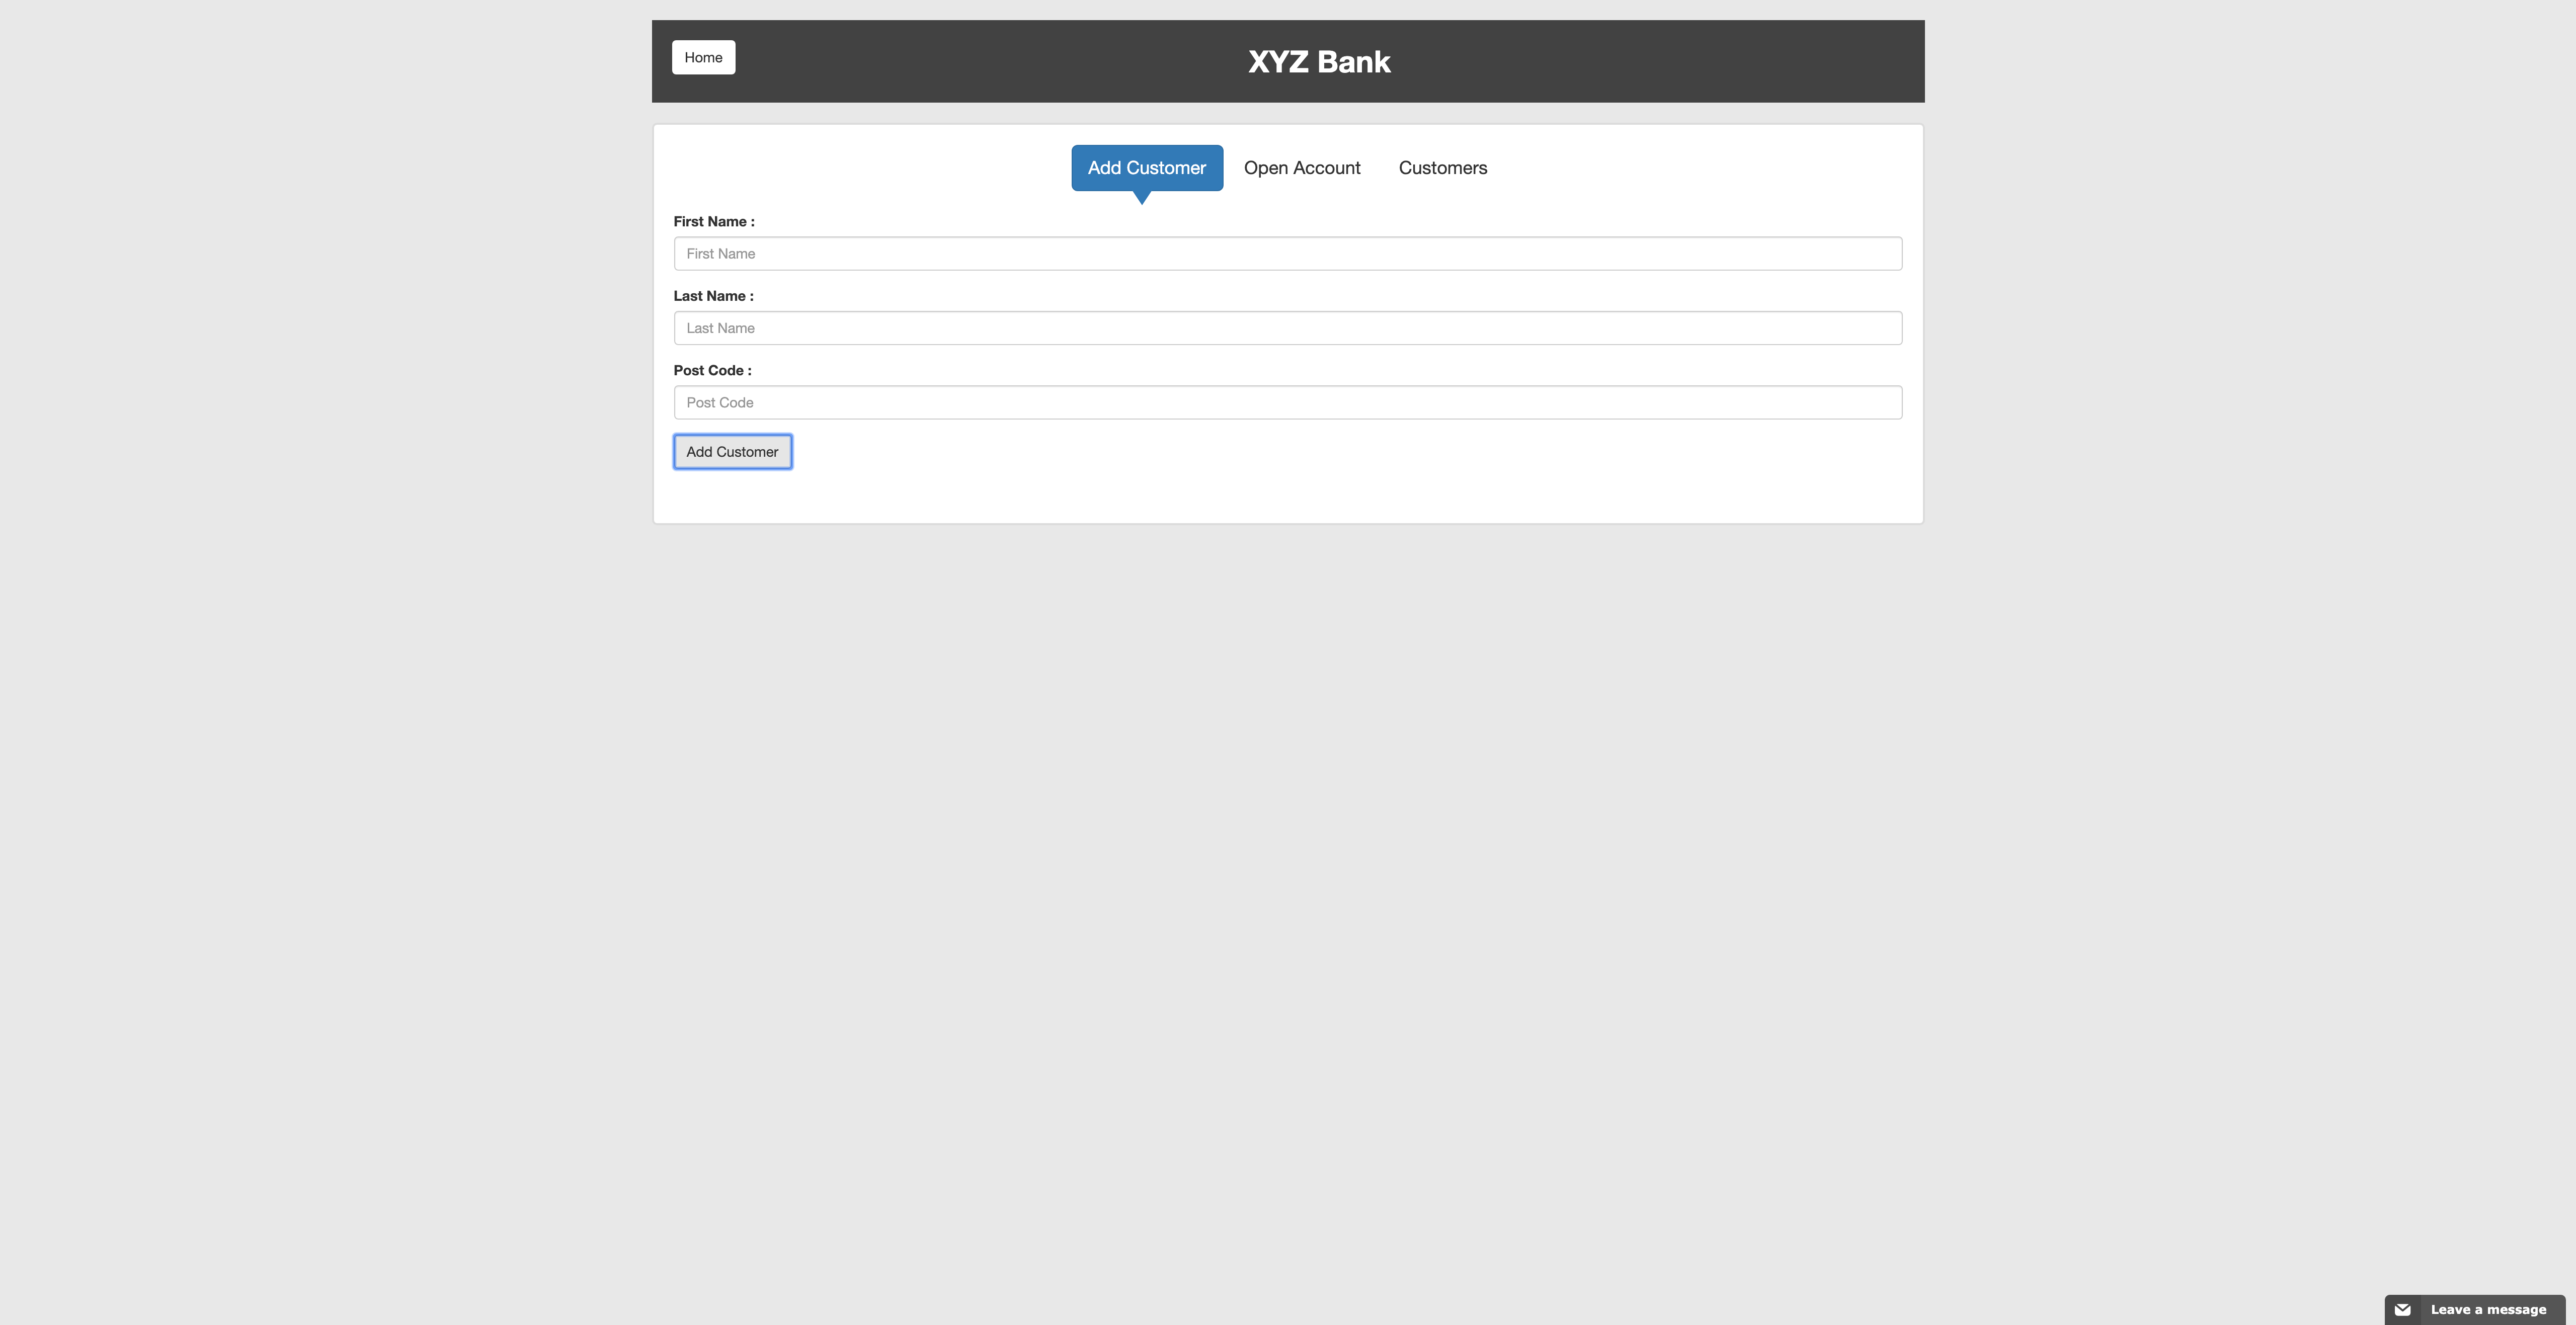 Home
XYZ Bank
Add Customer
Open Account
Customers
First Name :
First Name
Last Name :
Last Name
Post Code :
Post Code
Add Customer
Leave a message